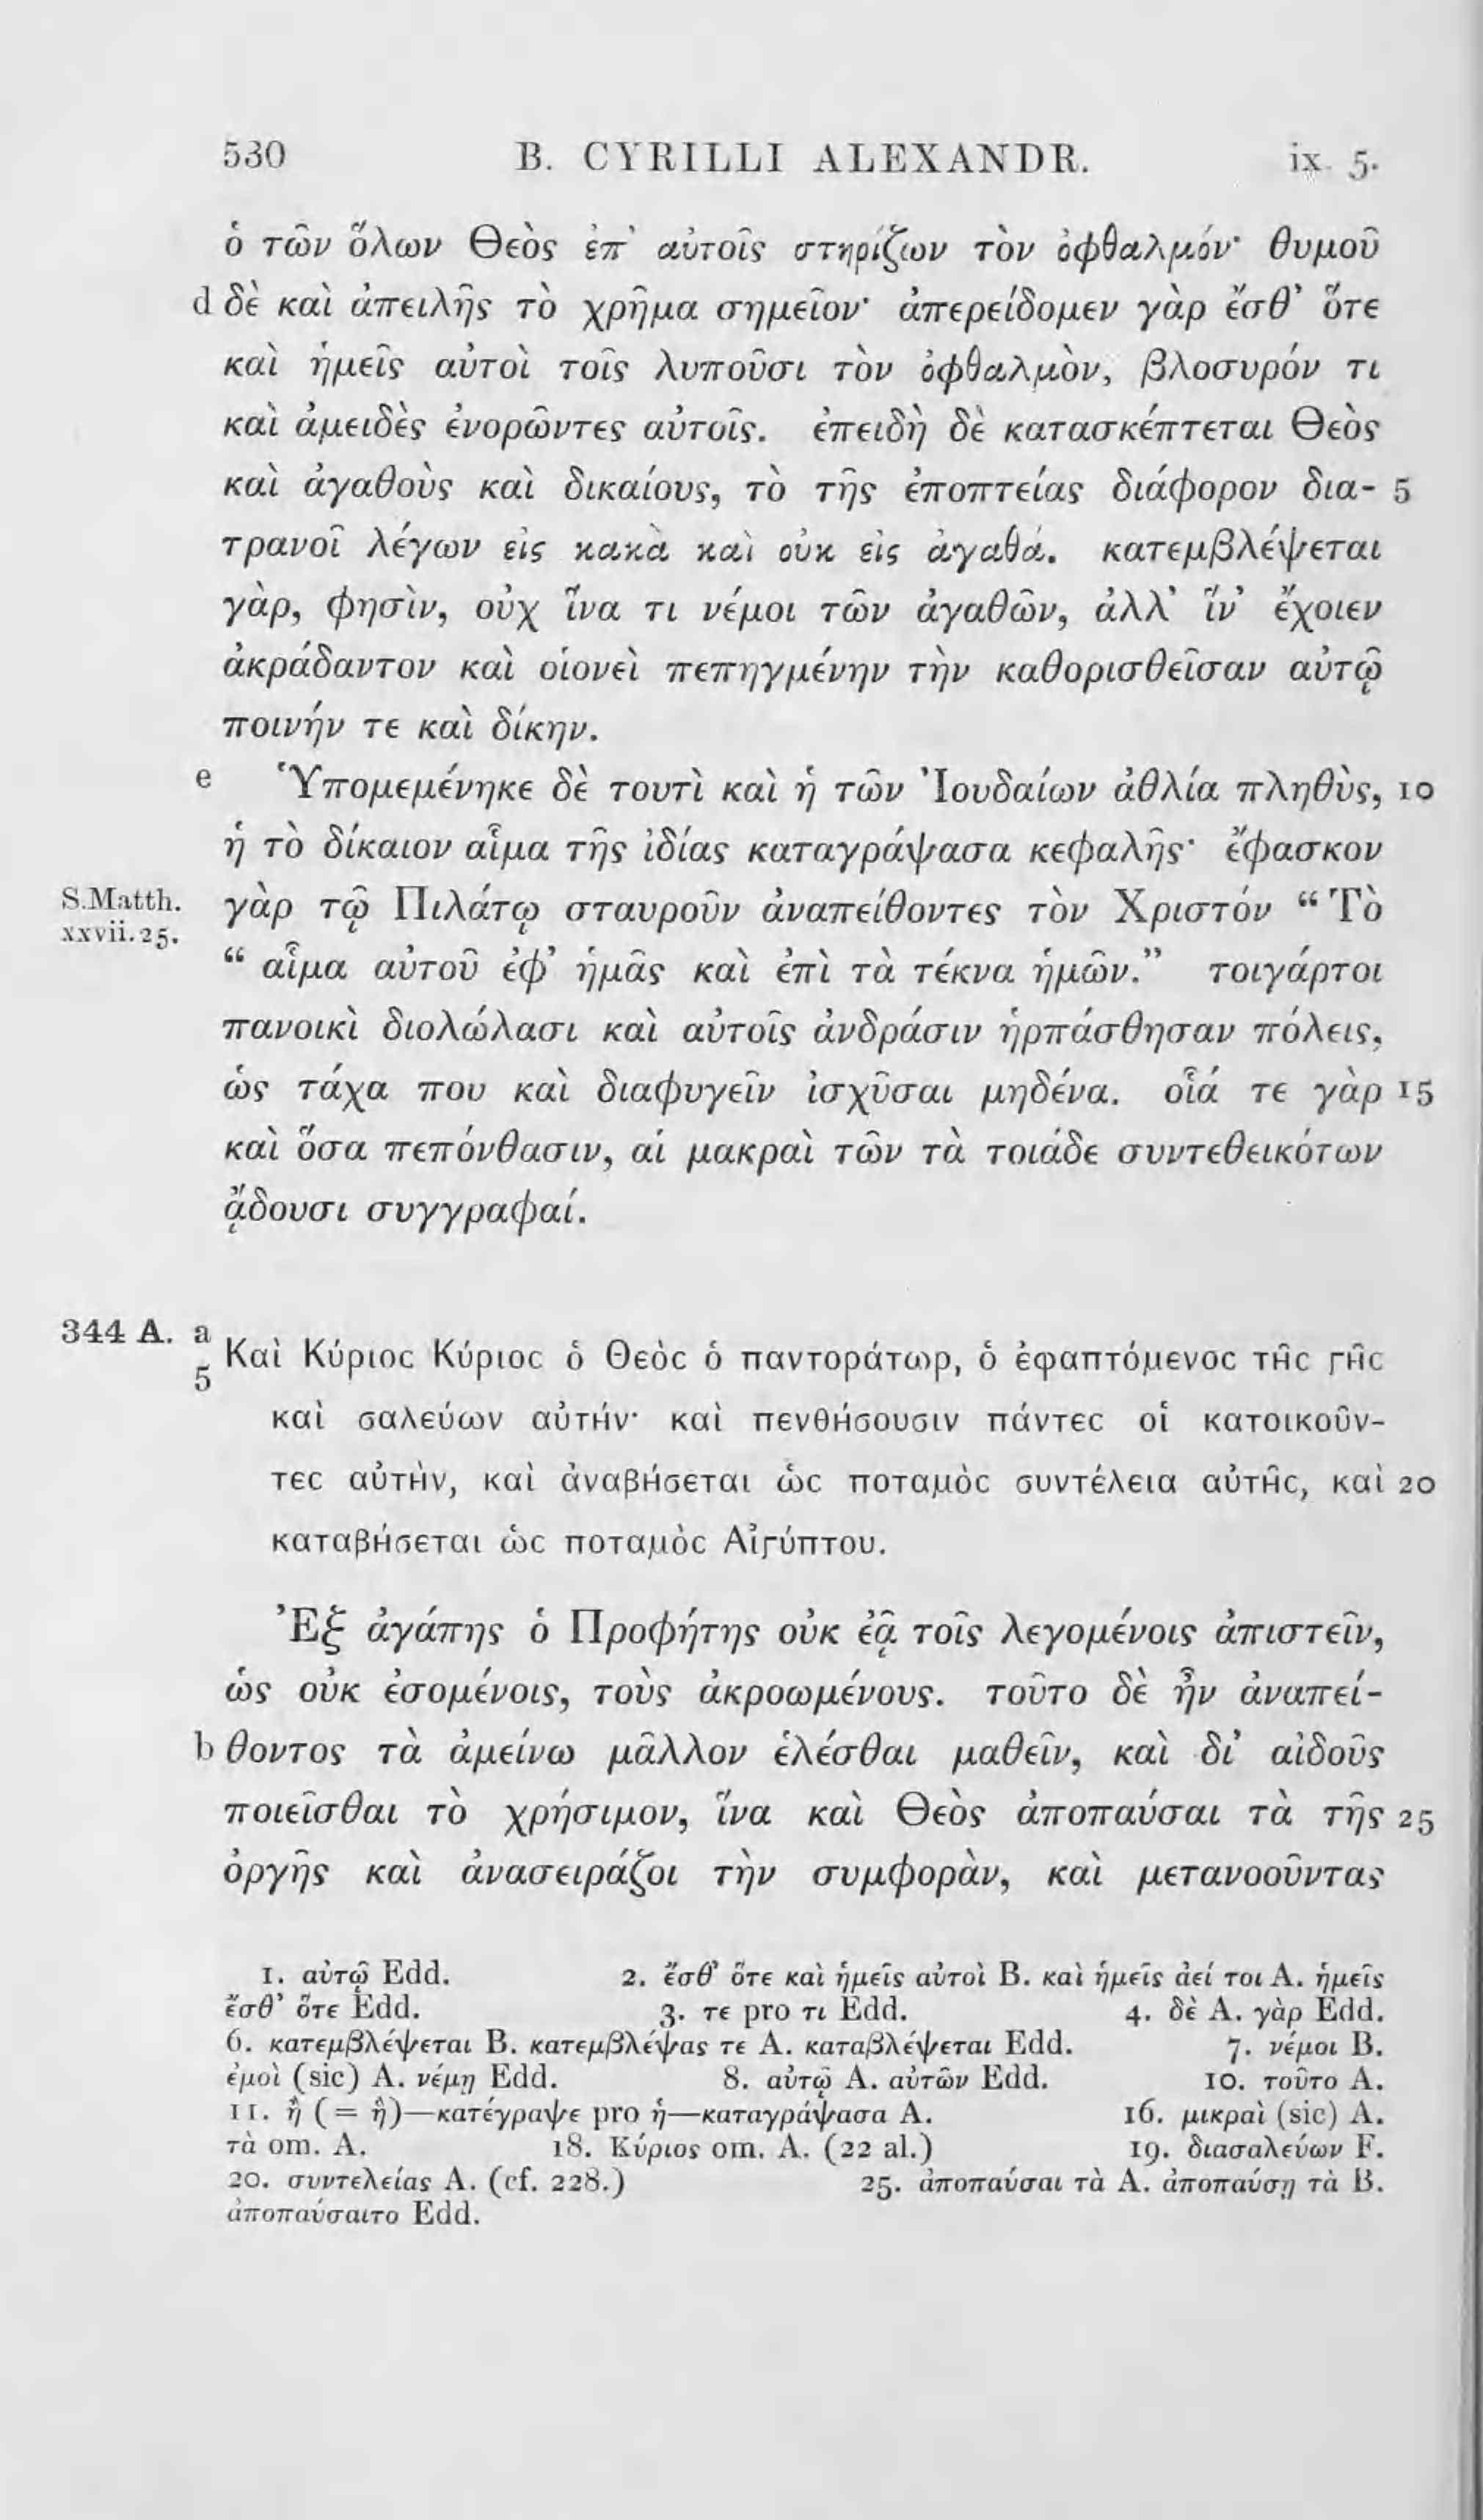 530 B. CYRILLI ALEXANDR. ix 5.
ὁ τῶν ὅλων Θεὸς ἐπ᾽ αὐτοῖς στηρίζων τὸν ὀφθαλμόν· θυμοῦ
d δὲ καὶ ἀπειλῆς τὸ χρῆμα σημεῖον· ἀπερείδομεν γὰρ ἔσθ᾽ ὅτε
καὶ ἡμεῖς αὐτοὶ τοῖς λυποῦσι τὸν ὀφθαλμὸν, βλοσυρόν τι
καὶ ἀμειδὲς ἐνορῶντες αὐτοῖς. ἐπειδὴ δὲ κατασκέπτεται Θεὸς
καὶ ἀγαθοὺς καὶ δικαίους, τὸ τῆς ἐποπτείας διάφορον δια- 5
τρανοῖ λέγων εἰς κακὰ καὶ οὐκ εἰς ἀγαθά. κατεμβλέψεται
γὰρ, φησὶν, οὐχ ἵνα τι νέμοι τῶν ἀγαθῶν, ἀλλ᾽ ἵν᾽ ἔχοιεν
ἀκράδαντον καὶ οἱονεὶ πεπηγμένην τὴν καθορισθεῖσαν αὐτῷ
ποινήν τε καὶ δίκην.
e Ὑπομεμένηκε δὲ τουτὶ καὶ ἡ τῶν Ἰουδαίων ἀθλία πληθὺς, 10
ἡ τὸ δίκαιον αἷμα τῆς ἰδίας καταγράψασα κεφαλῆς· ἔφασκον
S.Matth. xxvii.25. γὰρ τῷ Πιλάτῳ σταυροῦν ἀναπείθοντες τὸν Χριστόν “ Τὸ
“ αἷμα αὐτοῦ ἐφ᾽ ἡμᾶς καὶ ἐπὶ τὰ τέκνα ἡμῶν.” τοιγάρτοι
πανοικὶ διολώλασι καὶ αὐτοῖς ἀνδράσιν ἡρπάσθησαν πόλεις,
ὡς τάχα που καὶ διαφυγεῖν ἰσχῦσαι μηδένα. οἷά τε γὰρ 15
καὶ ὅσα πεπόνθασιν, αἱ μακραὶ τῶν τὰ τοιάδε συντεθεικότων
ᾄδουσι συγγραφαί.
344 A. a 5 Καὶ Κύριος Κύριος ὁ Θεὸς ὁ παντοράτωρ, ὁ ἐφαπτόμενος τῆς γῆς
καὶ σαλεύων αὐτήν· καὶ πενθήσουσιν πάντες οἱ κατοικοῦν-
τες αὐτὴν, καὶ ἀναβήσεται ὡς ποταμὸς συντέλεια αὐτῆς, καὶ 20
καταβήσεται ὡς ποταμὸς Αἰγύπτου.
Ἐξ ἀγάπης ὁ Προφήτης οὐκ ἐᾷ τοῖς λεγομένοις ἀπιστεῖν,
ὡς οὐκ ἐσομένοις, τοὺς ἀκροωμένους. τοῦτο δὲ ἦν ἀναπεί-
b θοντος τὰ ἀμείνω μᾶλλον ἑλέσθαι μαθεῖν, καὶ δι᾽ αἰδοῦς
ποιεῖσθαι τὸ χρήσιμον, ἵνα καὶ Θεὸς ἀποπαύσαι τὰ τῆς 25
ὀργῆς καὶ ἀνασειράζοι τὴν συμφορὰν, καὶ μετανοοῦντας
1. αὐτῷ Edd. 2. ἔσθ᾽ ὅτε καὶ ἡμεῖς αὐτοὶ B. καὶ ἡμεῖς ἀεί τοι A. ἡμεῖς
ἔσθ᾽ ὅτε Edd. 3. τε pro τι Edd. 4. δὲ A. γὰρ Edd.
6. κατεμβλέψεται B. κατεμβλέψας τε A. καταβλέψεται Edd. 7. νέμοι B.
ἐμοὶ (sic) A. νέμῃ Edd. 8. αὐτῷ A. αὐτῶν Edd. 10. τοῦτο A.
11. ἣ (= ᾗ)—κατέγραψε pro ἡ—καταγράψασα A. 16. μικραὶ (sic) A.
τὰ om. A. 18. Κύριος om. A. (22 al.) 19. διασαλεύων F.
20. συντελείας A. (cf. 228.) 25. ἀποπαύσαι τὰ A. ἀποπαύσῃ τὰ B.
ἀποπαύσαιτο Edd.